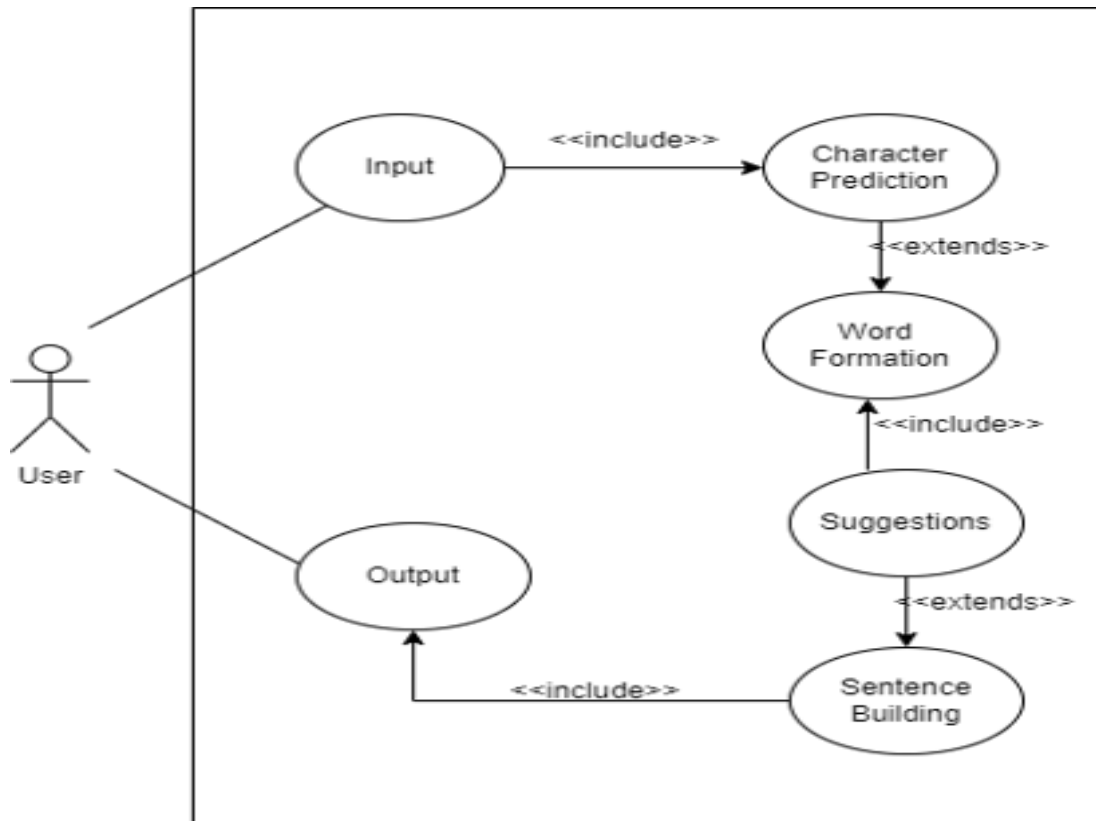 <<include>>
Input
Character
Prediction
<<extends>>
Word
Formation
<<include>>
User
Suggestions
Output
<<extends>>
<<include>>
Sentence
Building